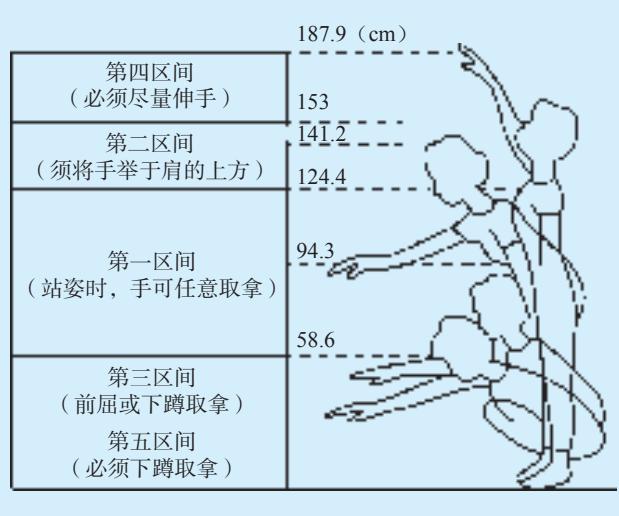 187.9（cm）
第四区间
（必须尽量伸手）
153
第二区间
（须将手举于肩的上方）
141.2
124.4
第一区间
（站姿时，手可任意取拿）
94.3
58.6
第三区间
（前屈或下蹲取拿）
第五区间
（必须下蹲取拿）